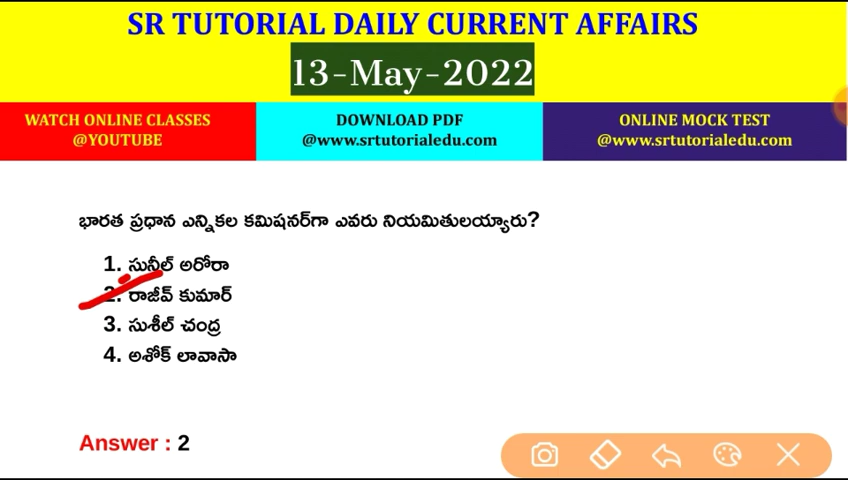 SR TUTORIAL DAILY CURRENT AFFAIRS
13-May-2022
WATCH ONLINE CLASSES
@YOUTUBE
DOWNLOAD PDF
@www.srtutorialedu.com
ONLINE MOCK TEST
@www.srtutorialedu.com
భారత ప్రధాన ఎన్నికల కమిషనర్‌గా ఎవరు నియమితులయ్యారు?
1. సునీల్ అరోరా
2. రాజీవ్ కుమార్
3. సుశీల్ చంద్ర
4. అశోక్ లావాసా
Answer : 2